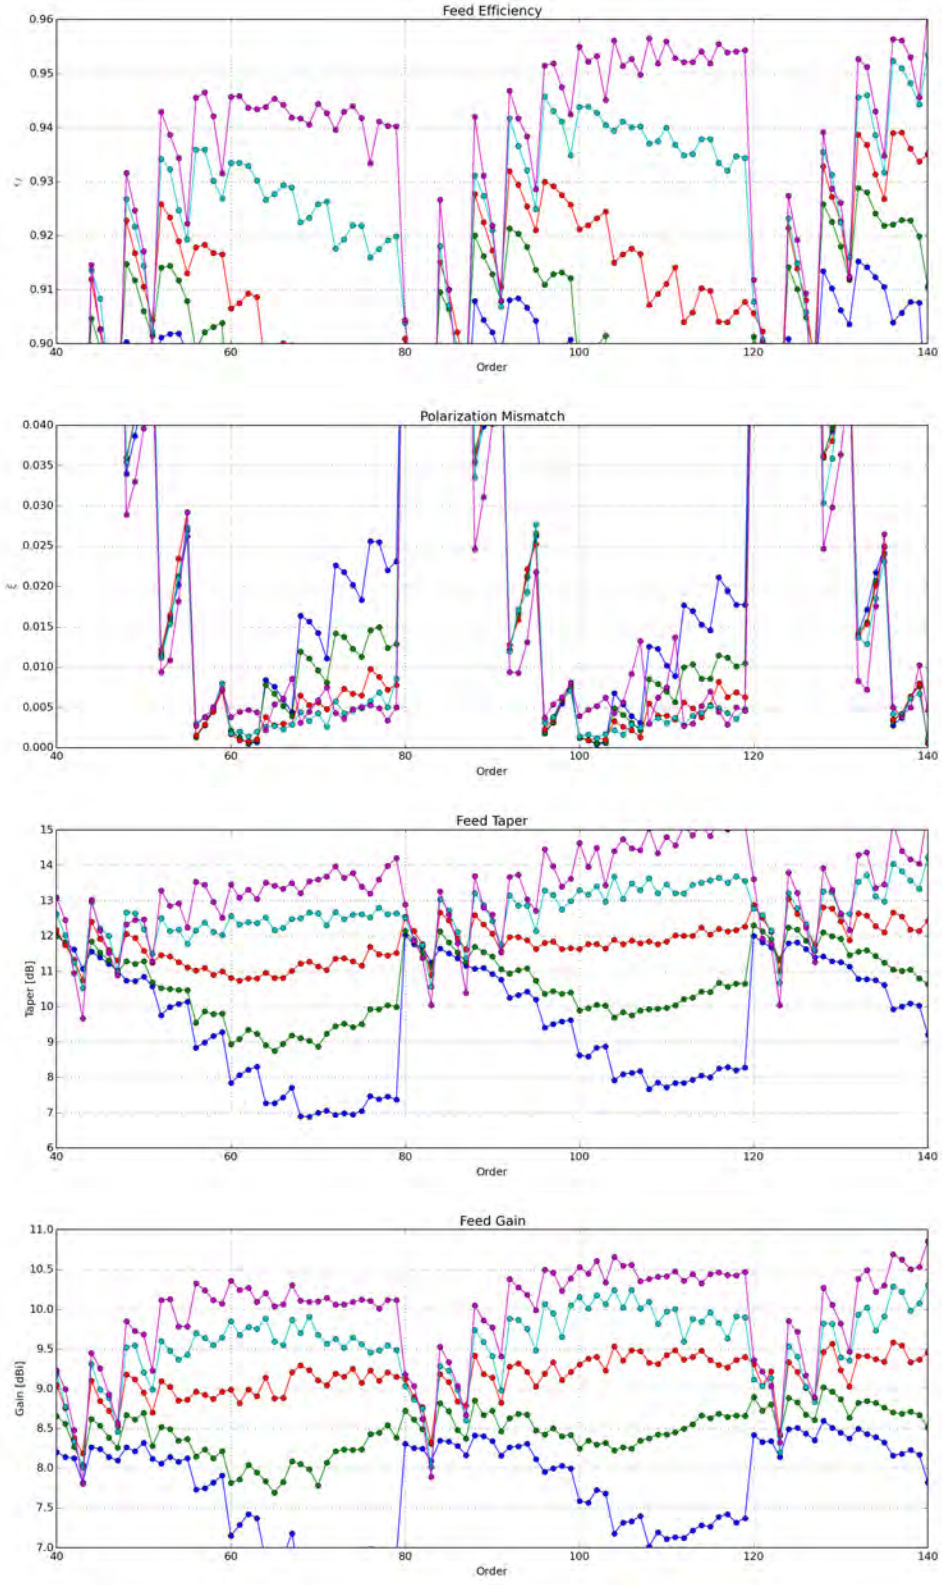 Feed Efficiency
0.96
0.95
0.94
0.93
0.92
0.91
0.90
40 60 80 100 120 140
Order
Polarization Mismatch
0.040
0.035
0.030
0.025
0.020
0.015
0.010
0.005
0.000
ξ
40 60 80 100 120 140
Order
Feed Taper
15
14
13
12
11
10
9
8
7
6
Taper [dB]
40 60 80 100 120 140
Order
Feed Gain
11.0
10.5
10.0
9.5
9.0
8.5
8.0
7.5
7.0
Gain [dBi]
40 60 80 100 120 140
Order